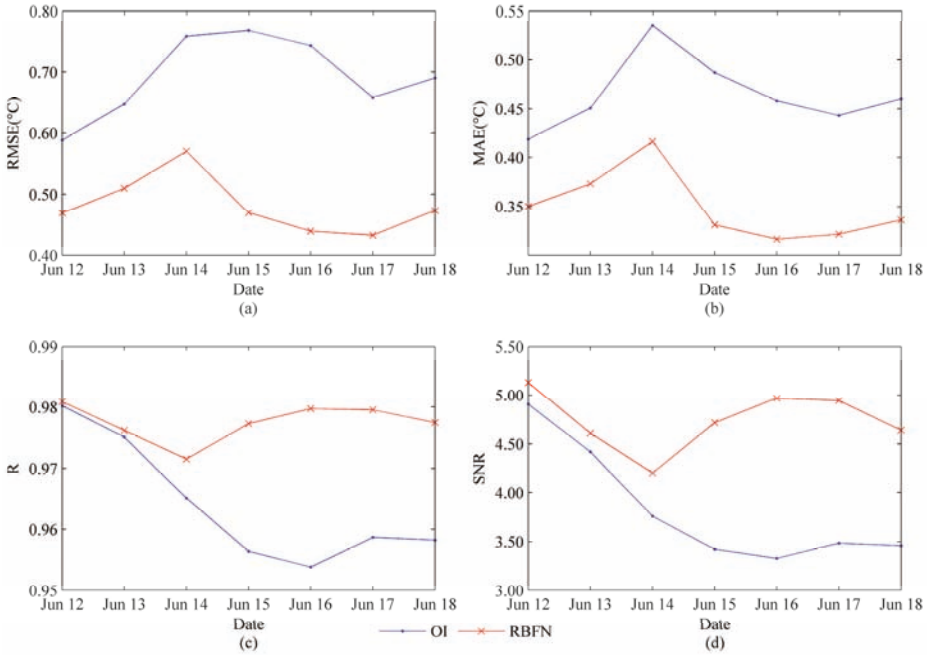 0.80
0.70
0.60
0.50
0.40
RMSE(°C)
Jun 12 Jun 13 Jun 14 Jun 15 Jun 16 Jun 17 Jun 18
Date
(a)
0.55
0.50
0.45
0.40
0.35
MAE(°C)
Jun 12 Jun 13 Jun 14 Jun 15 Jun 16 Jun 17 Jun 18
Date
(b)
0.99
0.98
0.97
0.96
0.95
R
Jun 12 Jun 13 Jun 14 Jun 15 Jun 16 Jun 17 Jun 18
Date
(c)
5.50
5.00
4.50
4.00
3.50
3.00
SNR
Jun 12 Jun 13 Jun 14 Jun 15 Jun 16 Jun 17 Jun 18
Date
(d)
OI RBFN